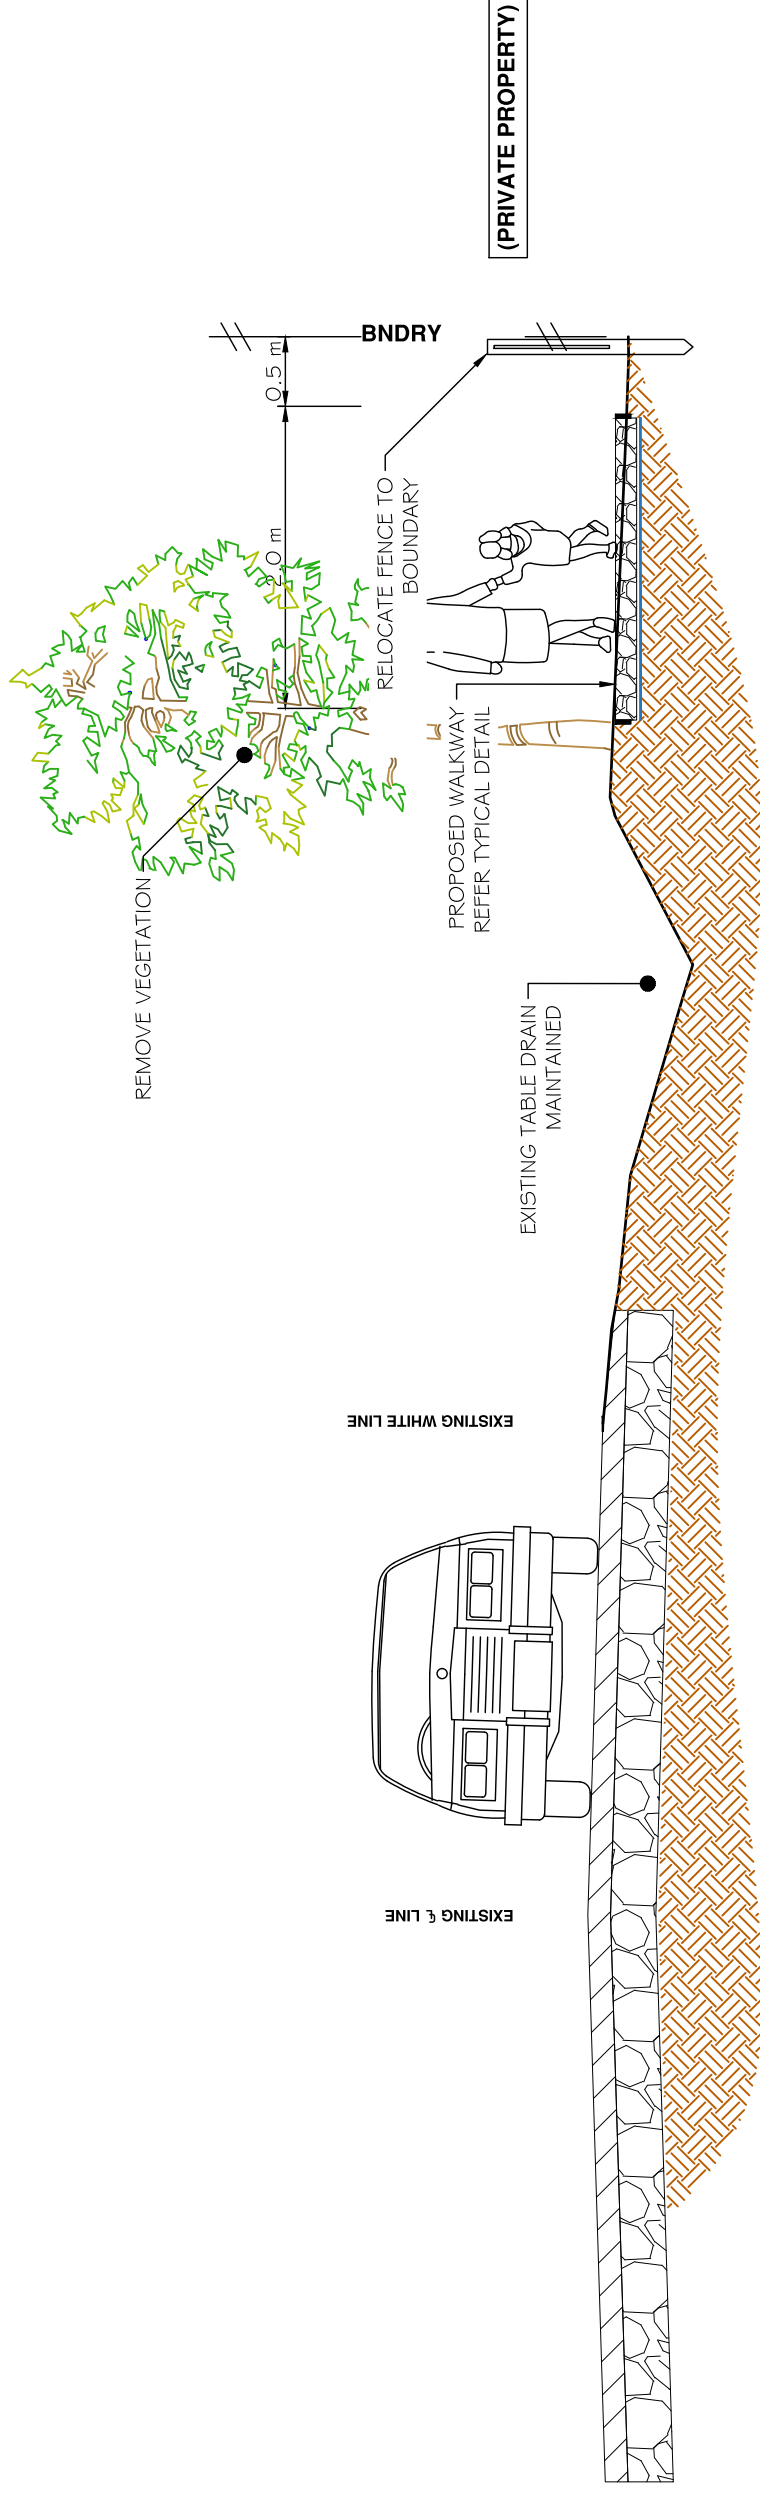 (PRIVATE PROPERTY)
BNDRY
0.5 m
2.0 m
RELOCATE FENCE TO
BOUNDARY
REMOVE VEGETATION
PROPOSED WALKWAY
REFER TYPICAL DETAIL
EXISTING TABLE DRAIN
MAINTAINED
EXISTING WHITE LINE
EXISTING ℄ LINE